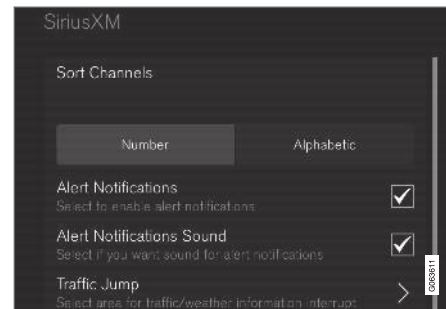 SiriusXM
Sort Channels
Number Alphabetic
Alert Notifications
Select to enable alert notifications
Alert Notifications Sound
Select if you want sound for alert notifications
Traffic Jump
Select area for traffic/weather information interrupt
G063611